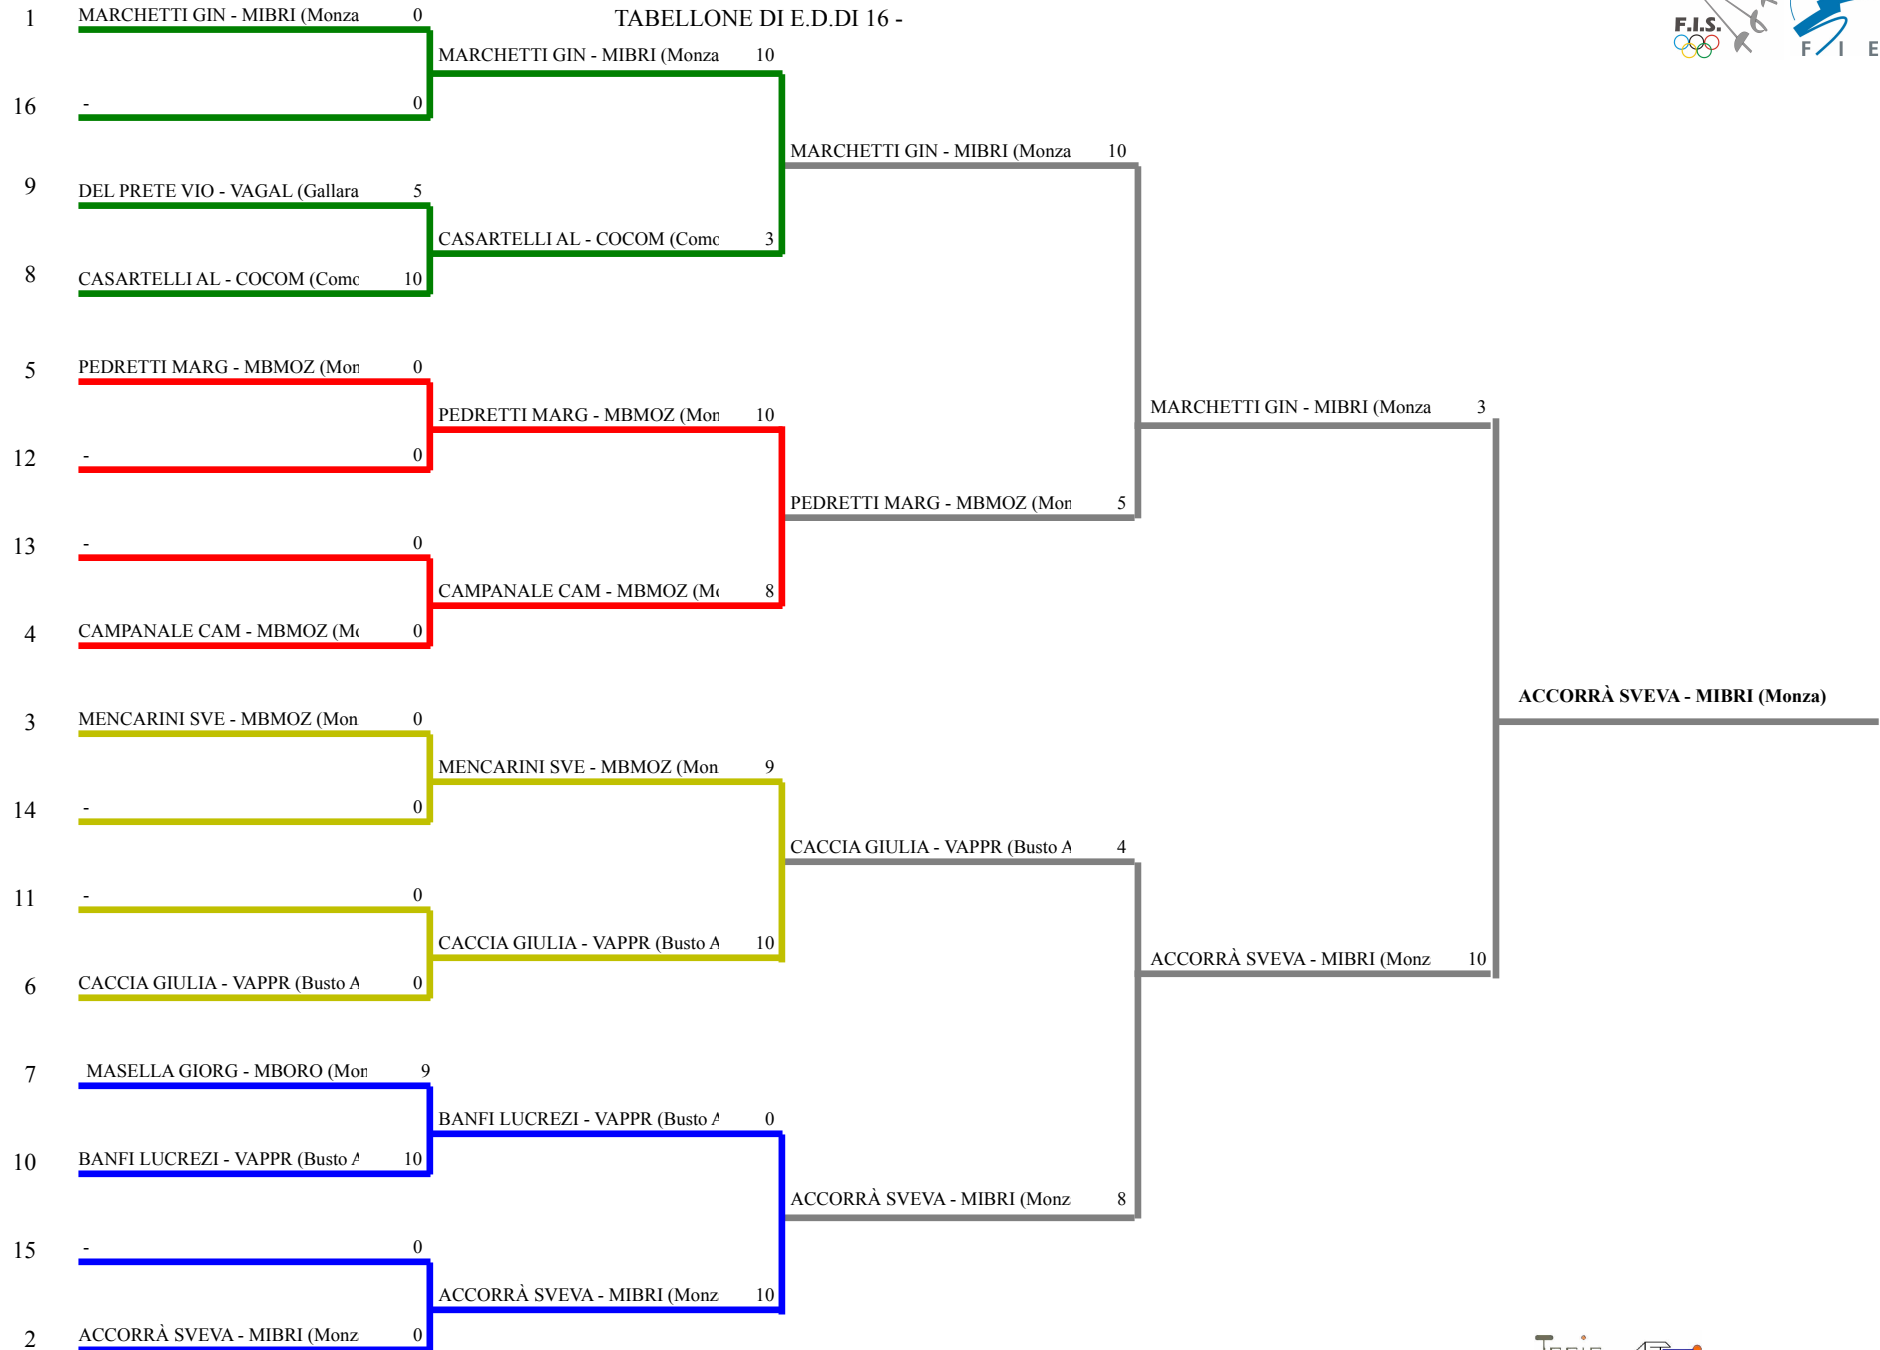 TABELLONE DI E.D.DI 16 -
F.I.S.
F I E
1 MARCHETTI GIN - MIBRI (Monza 0
MARCHETTI GIN - MIBRI (Monza 10
16 - 0
MARCHETTI GIN - MIBRI (Monza 10
9 DEL PRETE VIO - VAGAL (Gallara 5
CASARTELLI AL - COCOM (Como 3
8 CASARTELLI AL - COCOM (Como 10
5 PEDRETTI MARG - MBMOZ (Mon 0
PEDRETTI MARG - MBMOZ (Mon 10
MARCHETTI GIN - MIBRI (Monza 3
12 - 0
PEDRETTI MARG - MBMOZ (Mon 5
13 - 0
CAMPANALE CAM - MBMOZ (Mo 8
4 CAMPANALE CAM - MBMOZ (Mo 0
ACCORRÀ SVEVA - MIBRI (Monza)
3 MENCARINI SVE - MBMOZ (Mon 0
MENCARINI SVE - MBMOZ (Mon 9
14 - 0
CACCIA GIULIA - VAPPR (Busto A 4
11 - 0
CACCIA GIULIA - VAPPR (Busto A 10
ACCORRÀ SVEVA - MIBRI (Monz 10
6 CACCIA GIULIA - VAPPR (Busto A 0
7 MASELLA GIORG - MBORO (Mon 9
BANFI LUCREZI - VAPPR (Busto A 0
10 BANFI LUCREZI - VAPPR (Busto A 10
ACCORRÀ SVEVA - MIBRI (Monz 8
15 - 0
ACCORRÀ SVEVA - MIBRI (Monz 10
2 ACCORRÀ SVEVA - MIBRI (Monz 0